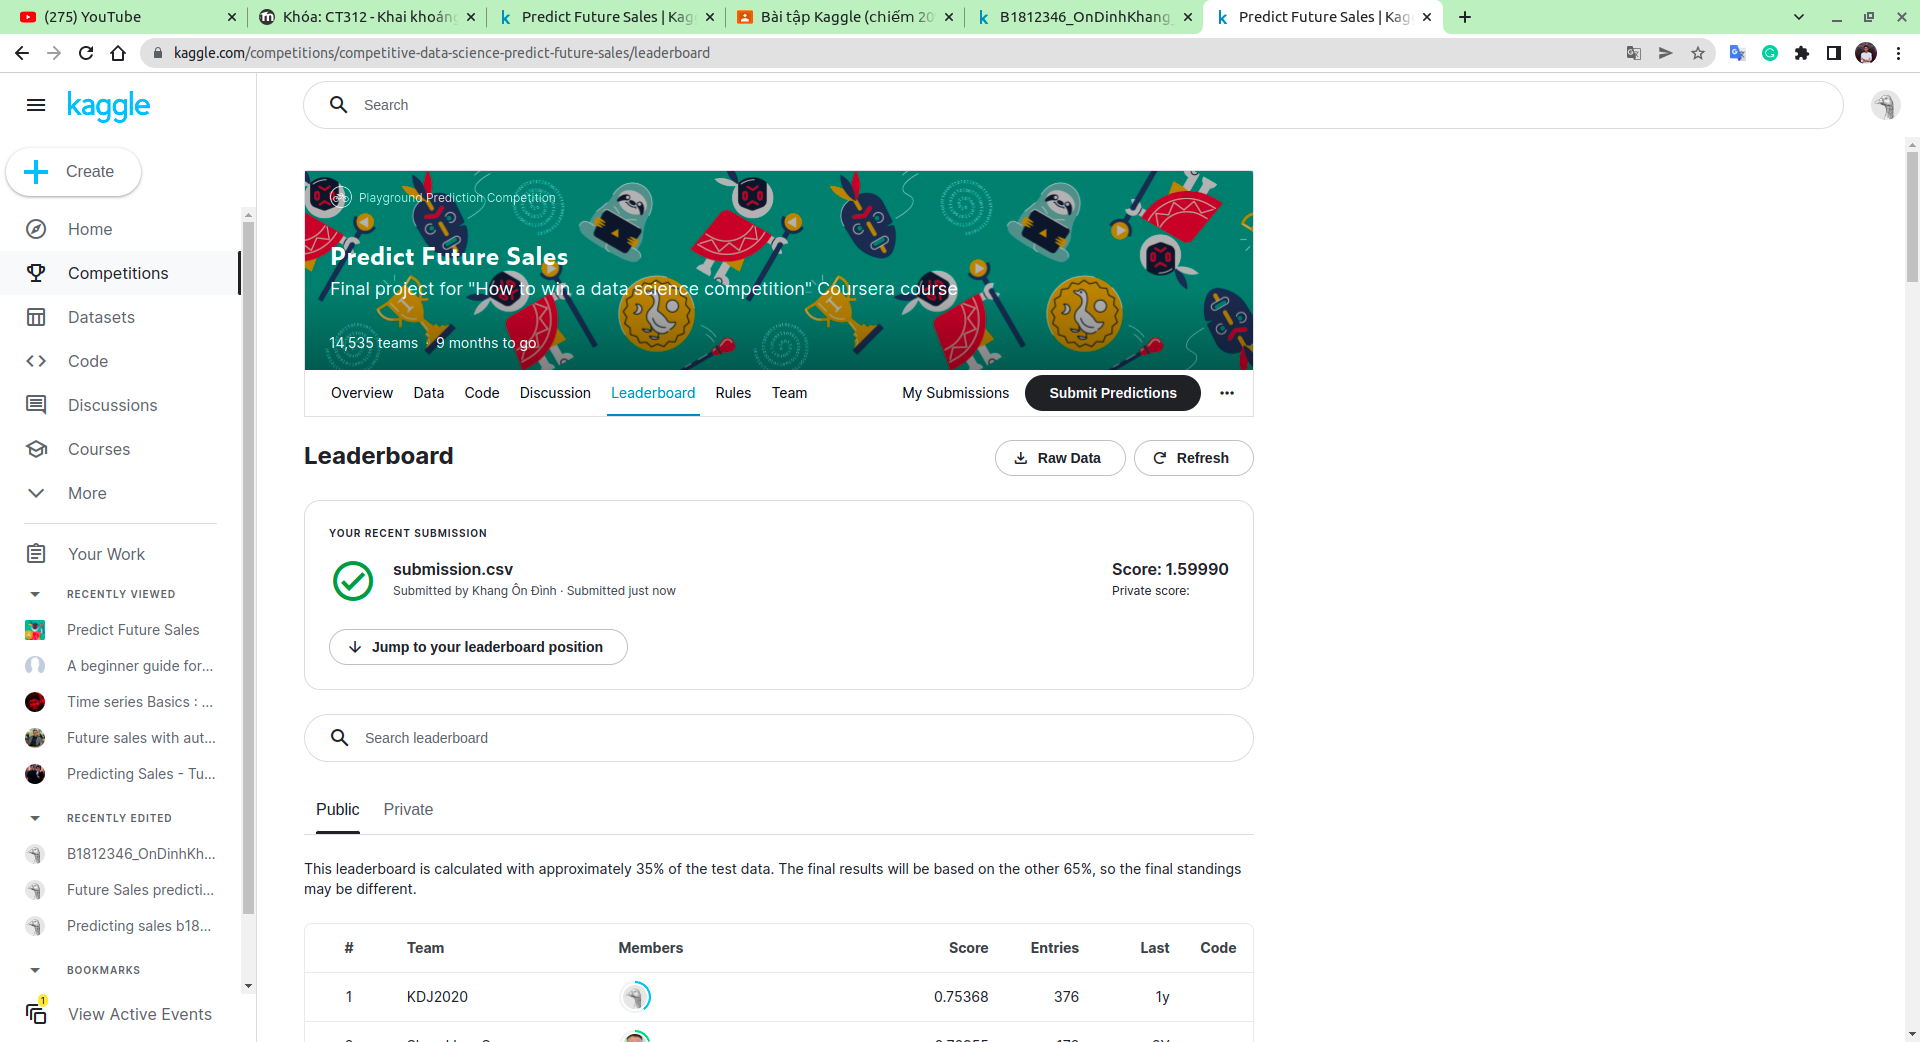 (275) YouTube
Khóa: CT312 - Khai khoáng
Predict Future Sales | Kag
Bài tập Kaggle (chiếm 20
B1812346_OnDinhKhang_
Predict Future Sales | Kag
kaggle.com/competitions/competitive-data-science-predict-future-sales/leaderboard
kaggle
Search
Create
Home
Competitions
Datasets
Code
Discussions
Courses
More
Your Work
RECENTLY VIEWED
Predict Future Sales
A beginner guide for...
Time series Basics : ...
Future sales with aut...
Predicting Sales - Tu...
RECENTLY EDITED
B1812346_OnDinhKh...
Future Sales predicti...
Predicting sales b18...
BOOKMARKS
1
View Active Events
Playground Prediction Competition
Predict Future Sales
Final project for "How to win a data science competition" Coursera course
14,535 teams · 9 months to go
Overview Data Code Discussion Leaderboard Rules Team My Submissions Submit Predictions
Leaderboard
Raw Data Refresh
YOUR RECENT SUBMISSION
submission.csv Score: 1.59990
Submitted by Khang Ôn Đình · Submitted just now Private score:
Jump to your leaderboard position
Search leaderboard
Public Private
This leaderboard is calculated with approximately 35% of the test data. The final results will be based on the other 65%, so the final standings
may be different.
# Team Members Score Entries Last Code
1 KDJ2020 0.75368 376 1y